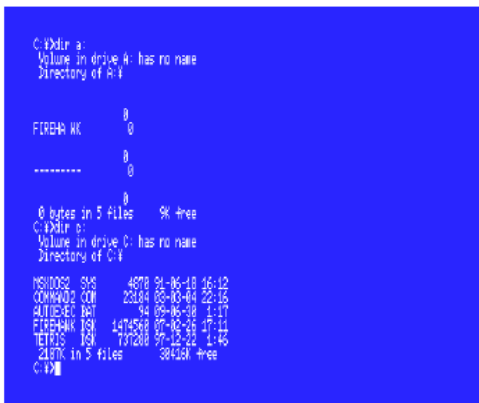 C:¥>dir a:
Volume in drive A: has no name
Directory of A:¥
0
FIREHA WK 0
0
--------- 0
0
0 bytes in 5 files 9K free
C:¥>dir c:
Volume in drive C: has no name
Directory of C:¥
MSXDOS2 SYS 4870 91-06-18 16:12
COMMAND2 COM 23184 03-03-04 22:16
AUTOEXEC BAT 94 09-06-30 1:17
FIREHAWK DSK 1474560 07-02-26 17:11
TETRIS DSK 737280 97-12-22 1:46
2187K in 5 files 30416K free
C:¥>